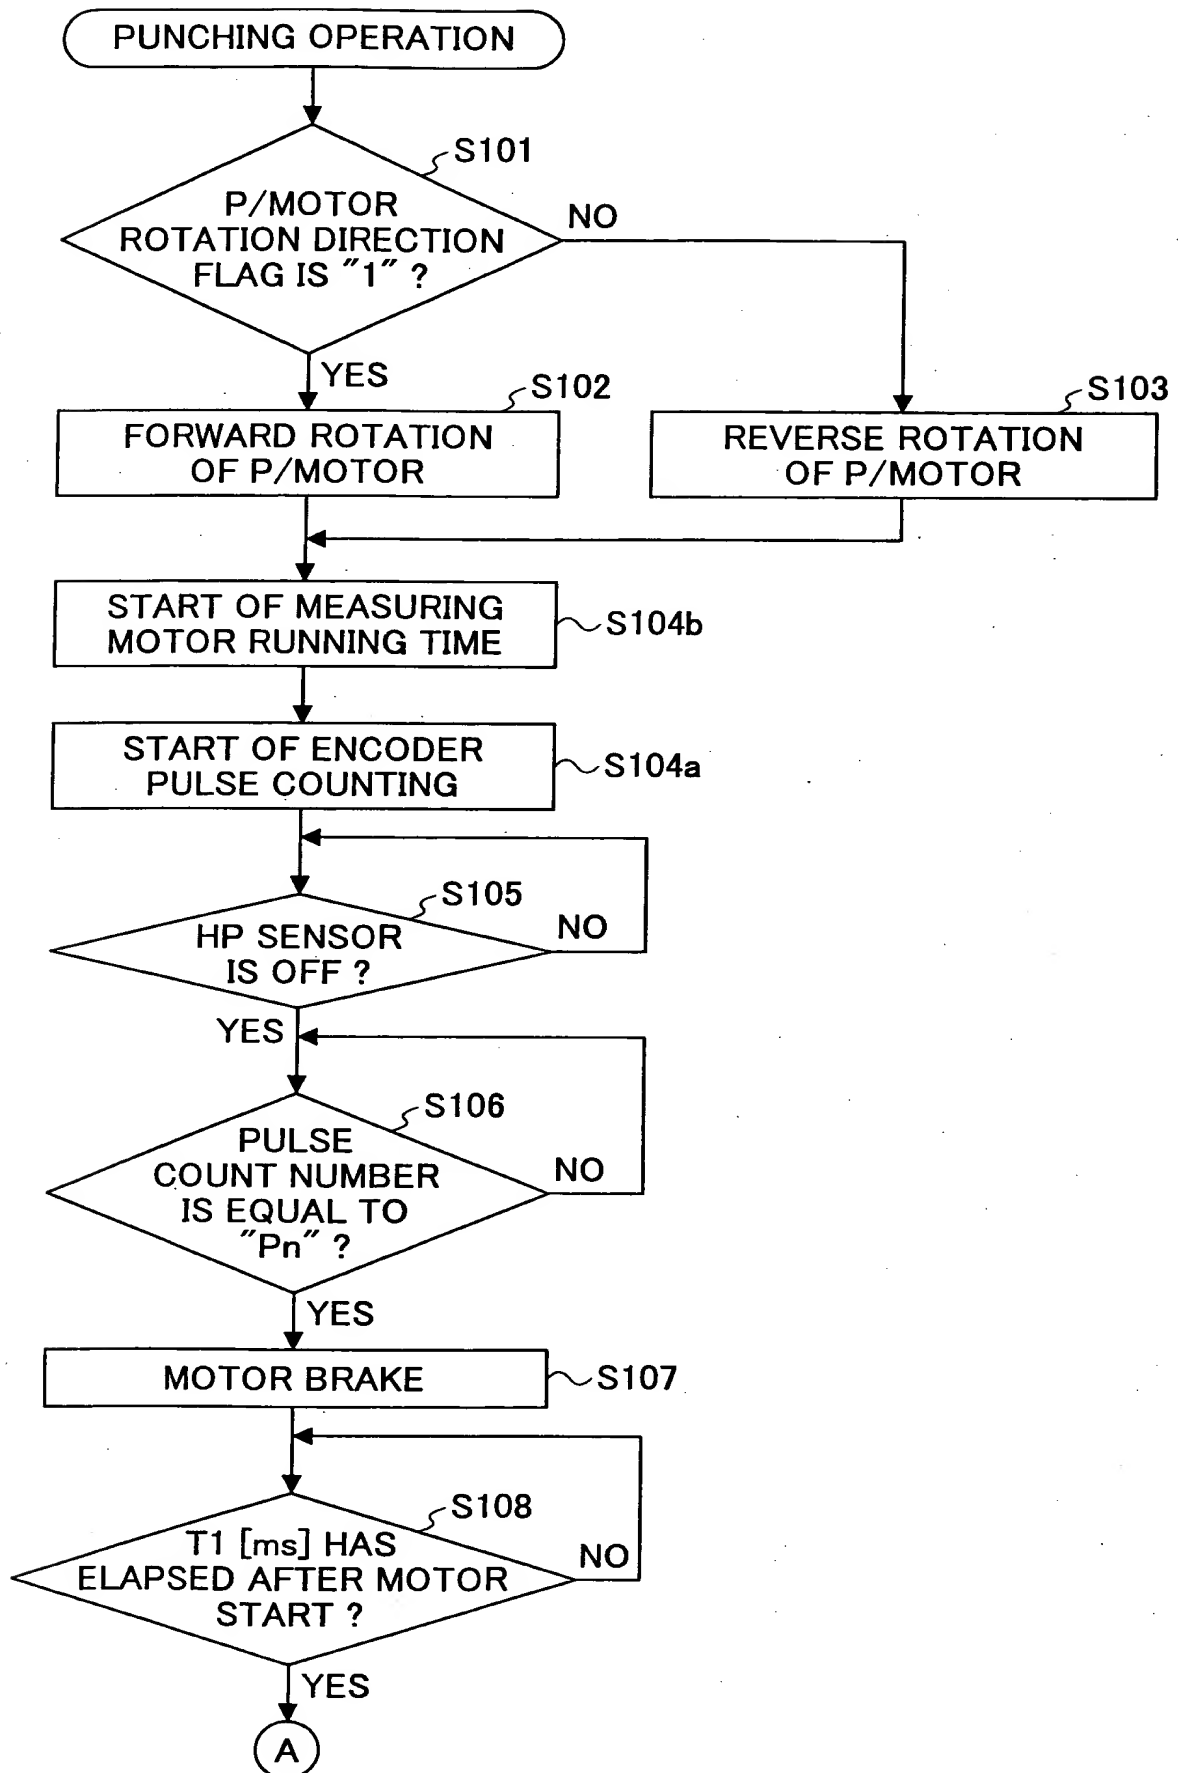 PUNCHING OPERATION
S101
P/MOTOR
ROTATION DIRECTION
FLAG IS "1" ?
NO
YES
S102
FORWARD ROTATION
OF P/MOTOR
S103
REVERSE ROTATION
OF P/MOTOR
START OF MEASURING
MOTOR RUNNING TIME
S104b
START OF ENCODER
PULSE COUNTING
S104a
S105
HP SENSOR
IS OFF ?
NO
YES
S106
PULSE
COUNT NUMBER
IS EQUAL TO
"Pn" ?
NO
YES
MOTOR BRAKE
S107
S108
T1 [ms] HAS
ELAPSED AFTER MOTOR
START ?
NO
YES
A